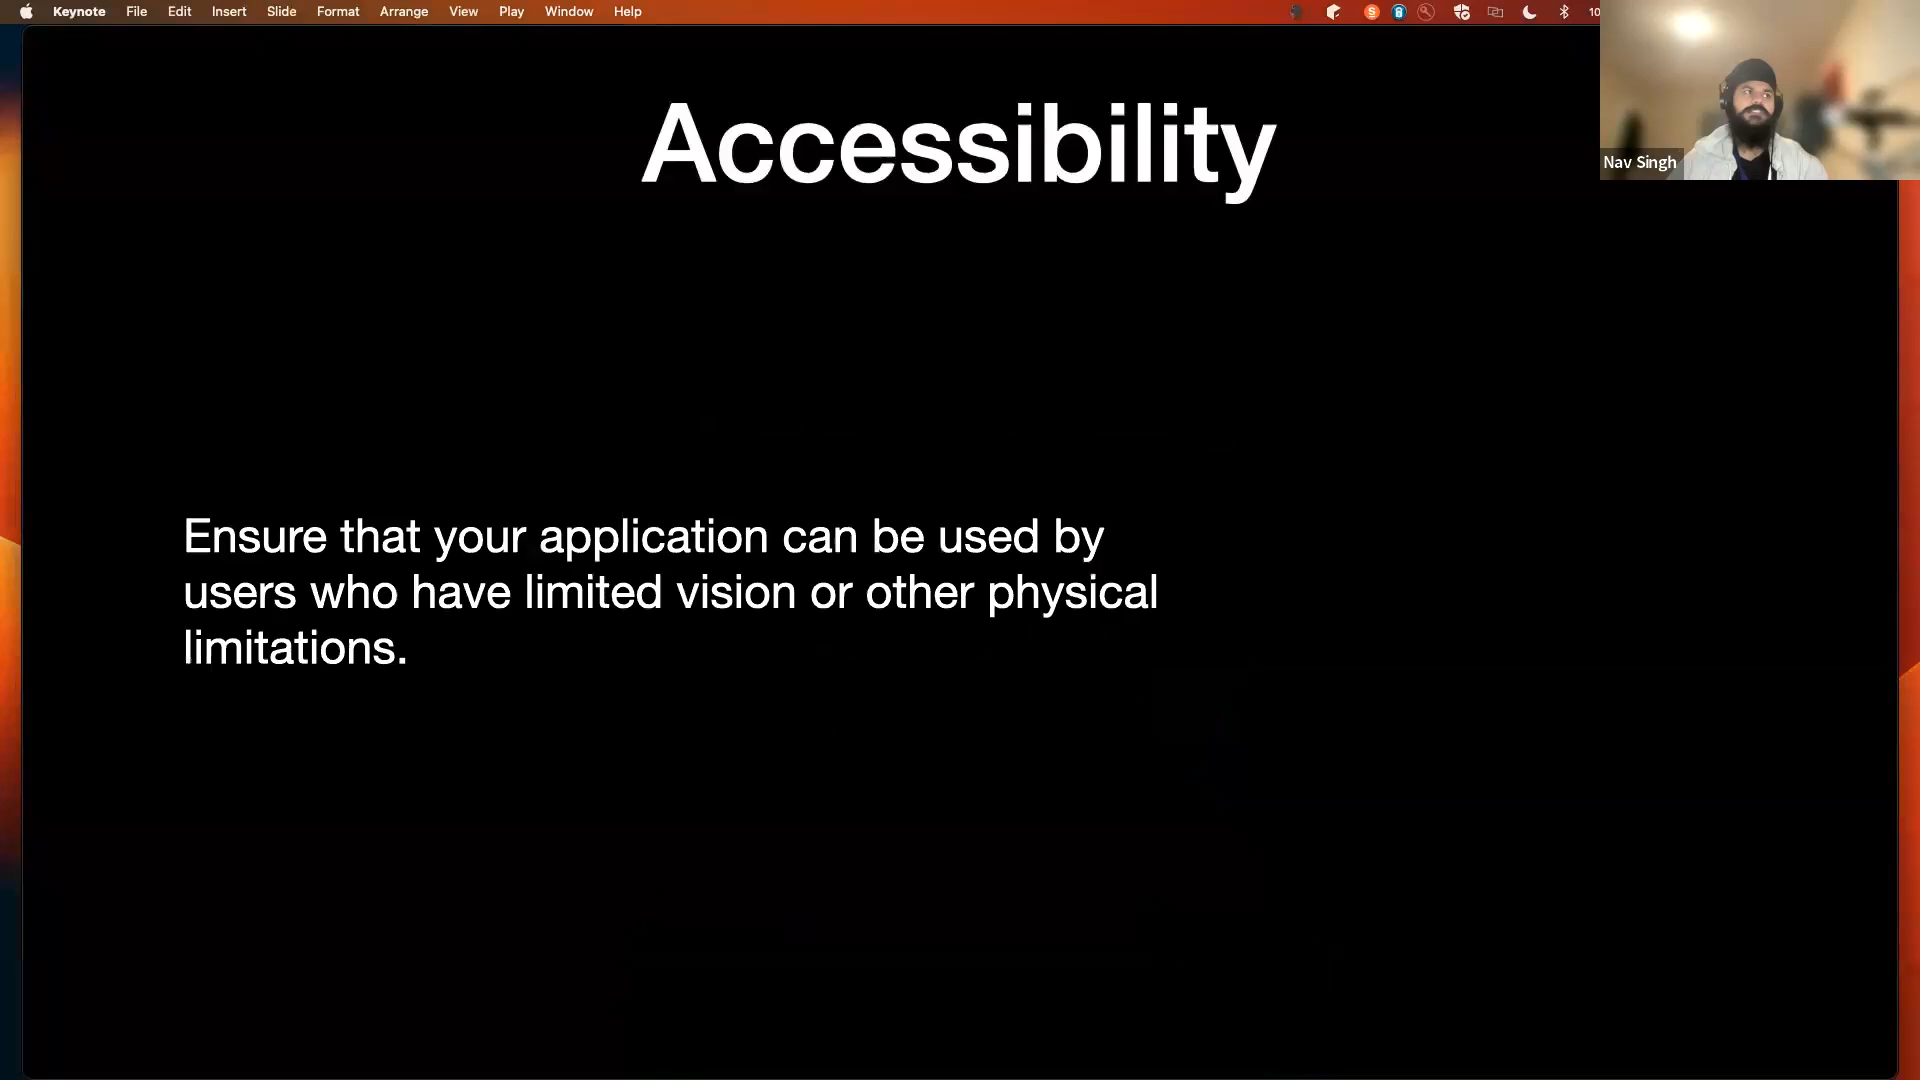 Keynote File Edit Insert Slide Format Arrange View Play Window Help
10
Nav Singh
Accessibility
Ensure that your application can be used by
users who have limited vision or other physical
limitations.